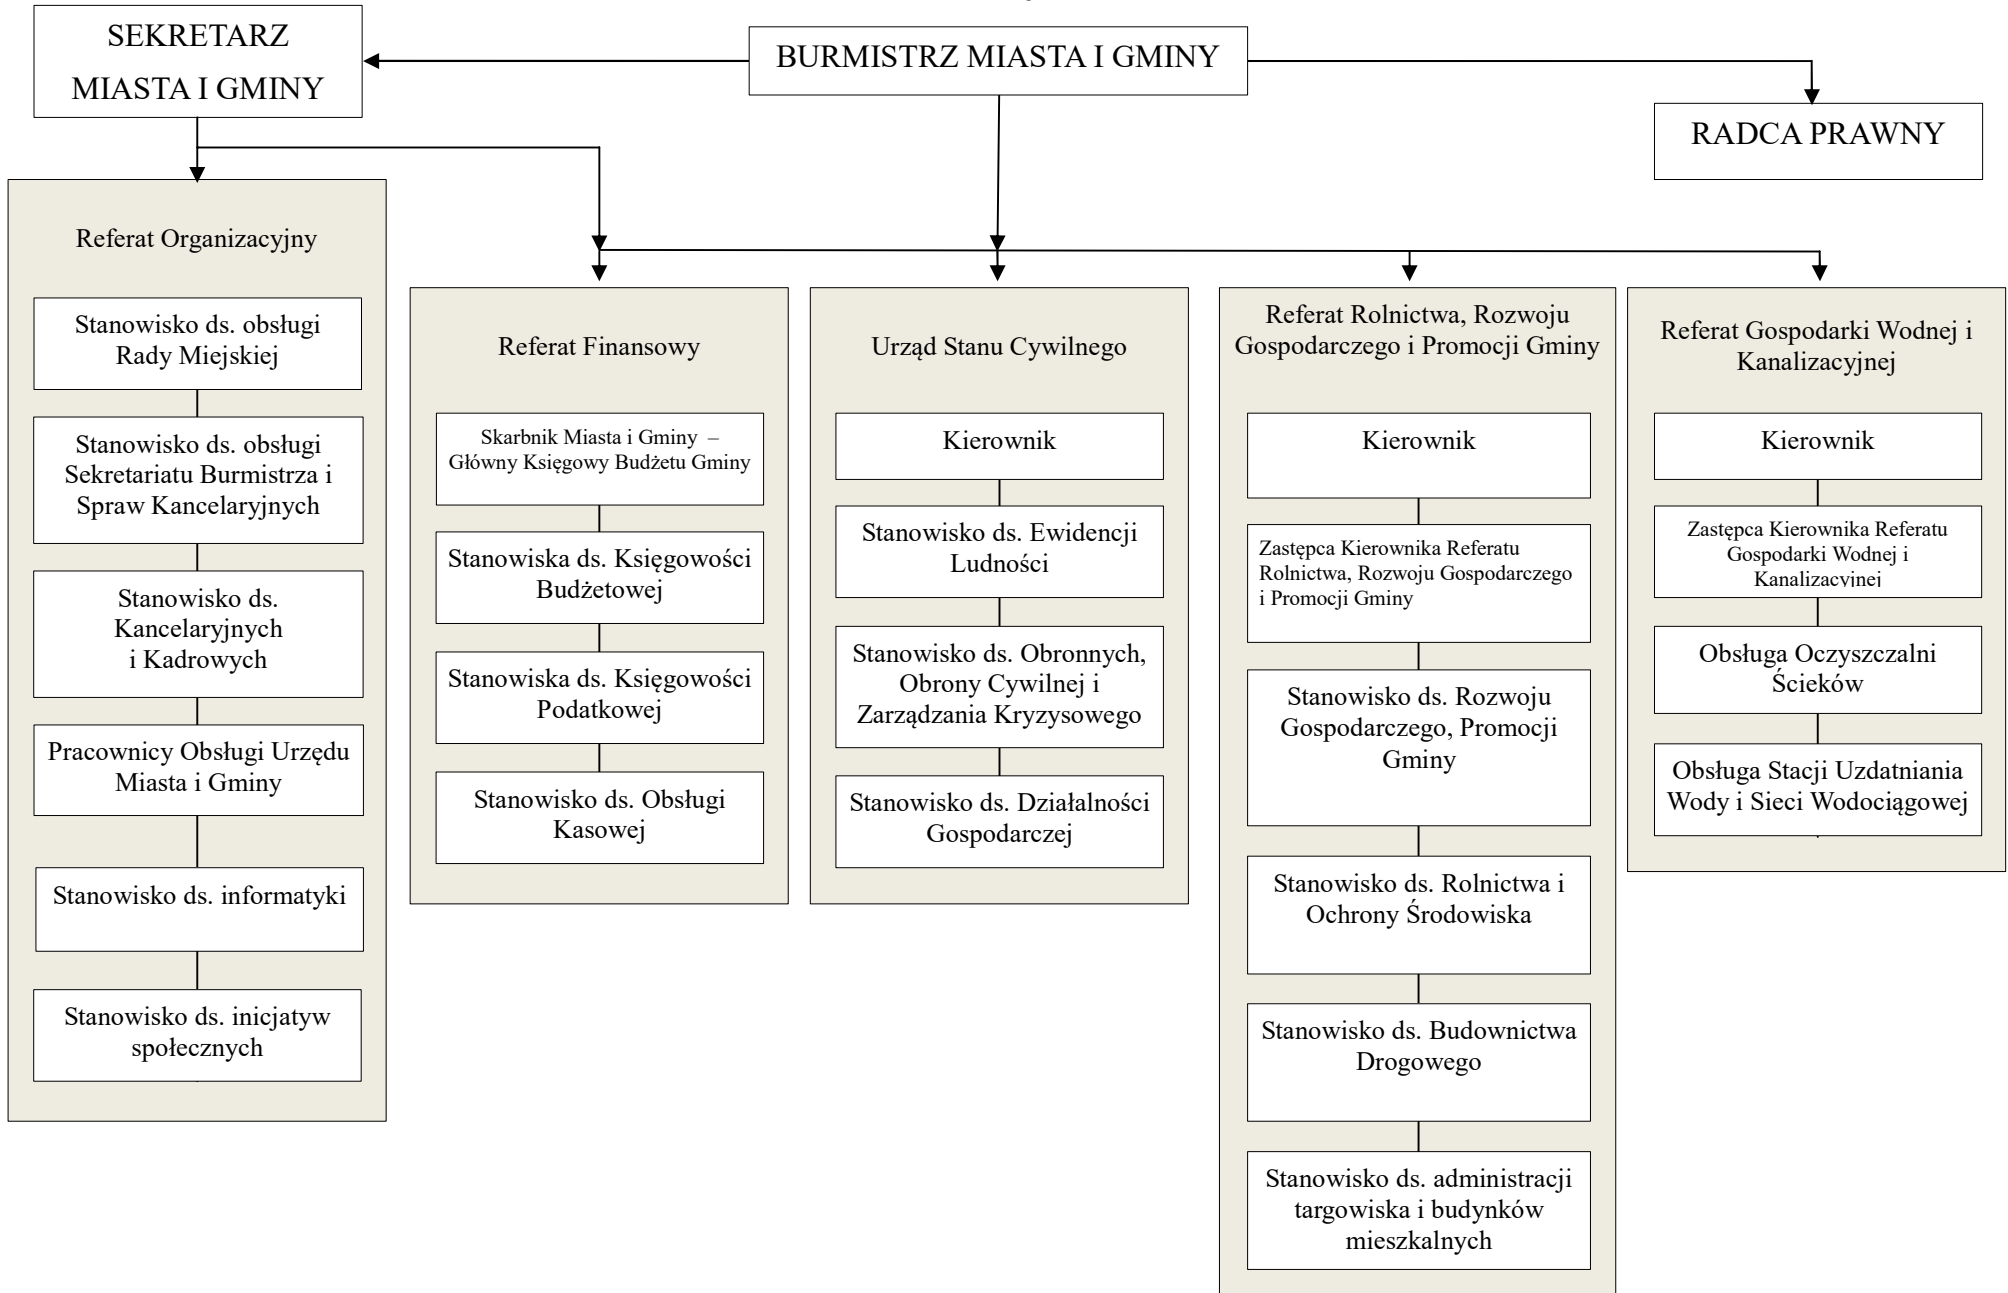 SEKRETARZ
MIASTA I GMINY
BURMISTRZ MIASTA I GMINY
RADCA PRAWNY
Referat Organizacyjny
Stanowisko ds. obsługi
Rady Miejskiej
Stanowisko ds. obsługi
Sekretariatu Burmistrza i
Spraw Kancelaryjnych
Stanowisko ds.
Kancelaryjnych
i Kadrowych
Pracownicy Obsługi Urzędu
Miasta i Gminy
Stanowisko ds. informatyki
Stanowisko ds. inicjatyw
społecznych
Referat Finansowy
Skarbnik Miasta i Gminy –
Główny Księgowy Budżetu Gminy
Stanowiska ds. Księgowości
Budżetowej
Stanowiska ds. Księgowości
Podatkowej
Stanowisko ds. Obsługi
Kasowej
Urząd Stanu Cywilnego
Kierownik
Stanowisko ds. Ewidencji
Ludności
Stanowisko ds. Obronnych,
Obrony Cywilnej i
Zarządzania Kryzysowego
Stanowisko ds. Działalności
Gospodarczej
Referat Rolnictwa, Rozwoju
Gospodarczego i Promocji Gminy
Kierownik
Zastępca Kierownika Referatu
Rolnictwa, Rozwoju Gospodarczego
i Promocji Gminy
Stanowisko ds. Rozwoju
Gospodarczego, Promocji
Gminy
Stanowisko ds. Rolnictwa i
Ochrony Środowiska
Stanowisko ds. Budownictwa
Drogowego
Stanowisko ds. administracji
targowiska i budynków
mieszkalnych
Referat Gospodarki Wodnej i
Kanalizacyjnej
Kierownik
Zastępca Kierownika Referatu
Gospodarki Wodnej i
Kanalizacyjnej
Obsługa Oczyszczalni
Ścieków
Obsługa Stacji Uzdatniania
Wody i Sieci Wodociągowej